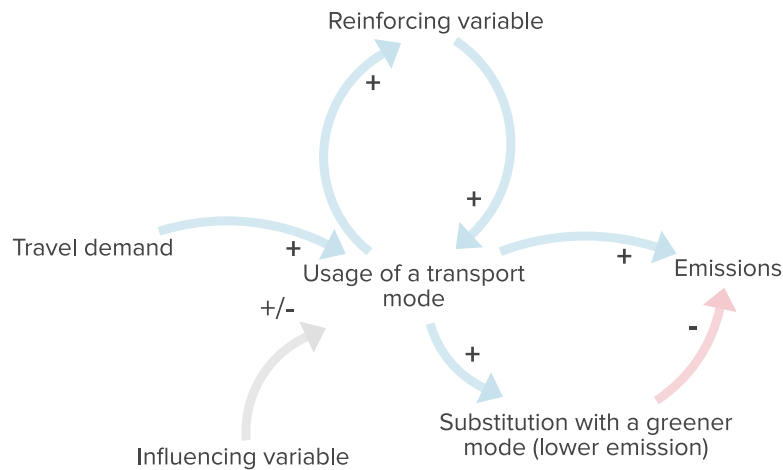 Reinforcing variable
+
+
Travel demand
+
Usage of a transport
mode
+
Emissions
+/-
+
-
Influencing variable
Substitution with a greener
mode (lower emission)